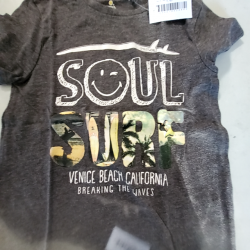 SOUL
SURF
VENICE BEACH, CALIFORNIA
BREAKING THE WAVES